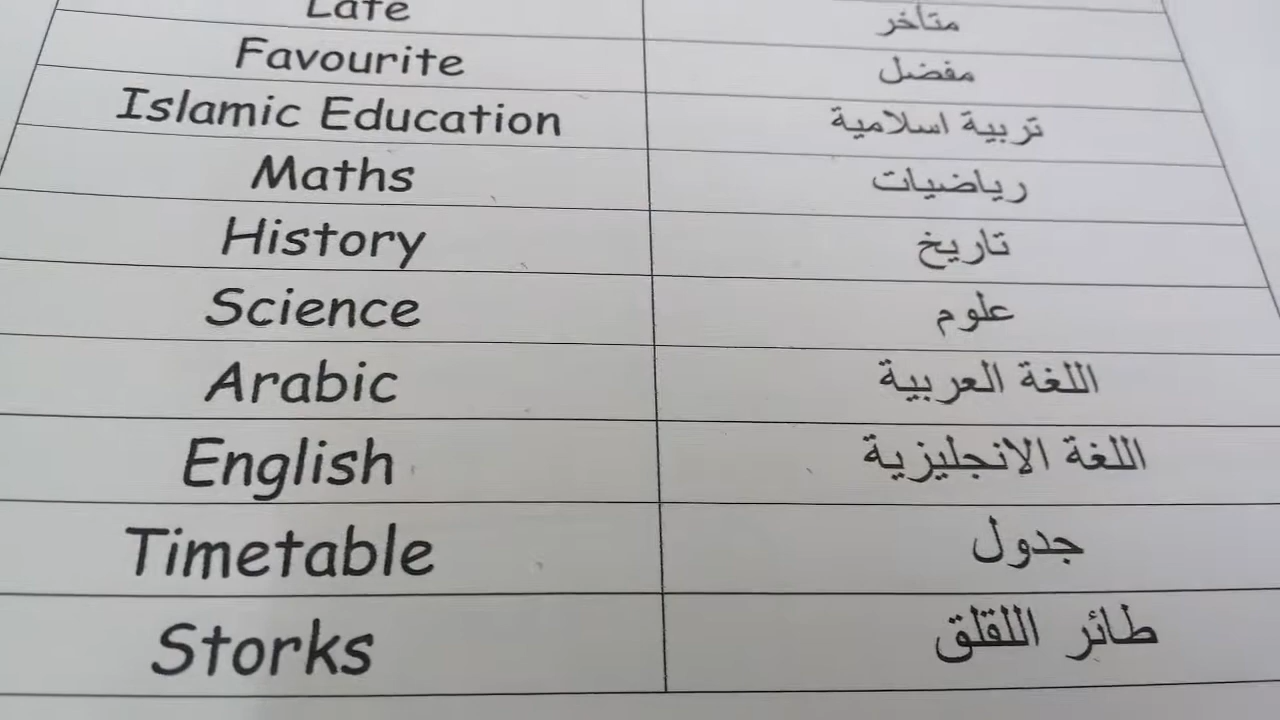 Late متأخر
Favourite مفضل
Islamic Education تربية اسلامية
Maths رياضيات
History تاريخ
Science علوم
Arabic اللغة العربية
English اللغة الانجليزية
Timetable جدول
Storks طائر اللقلق